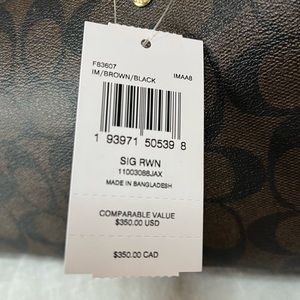 F83607
IM/BROWN/BLACK IMAA8
1 93971 50539 8
SIG RWN
11003088JAX
MADE IN BANGLADESH
COMPARABLE VALUE
$350.00 USD
$350.00 CAD